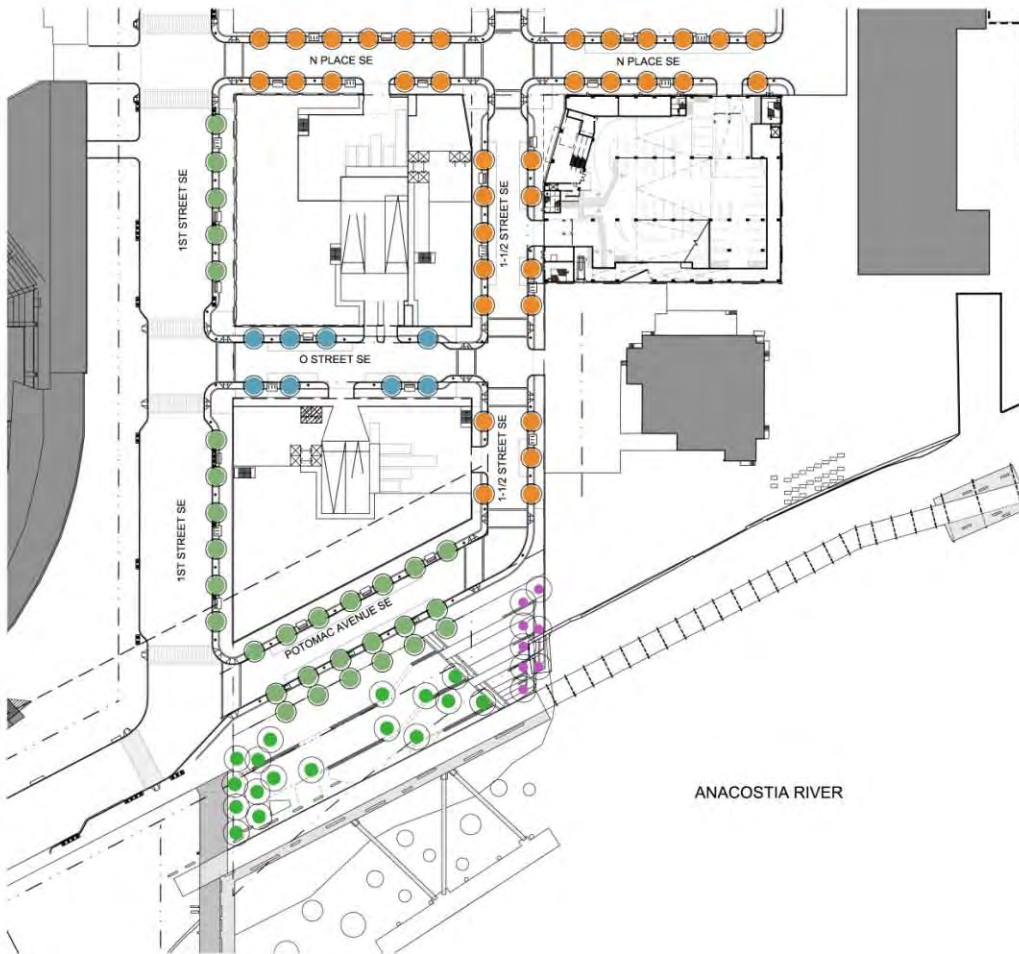 N PLACE SE
N PLACE SE
1ST STREET SE
1-1/2 STREET SE
O STREET SE
1-1/2 STREET SE
1ST STREET SE
POTOMAC AVENUE SE
ANACOSTIA RIVER